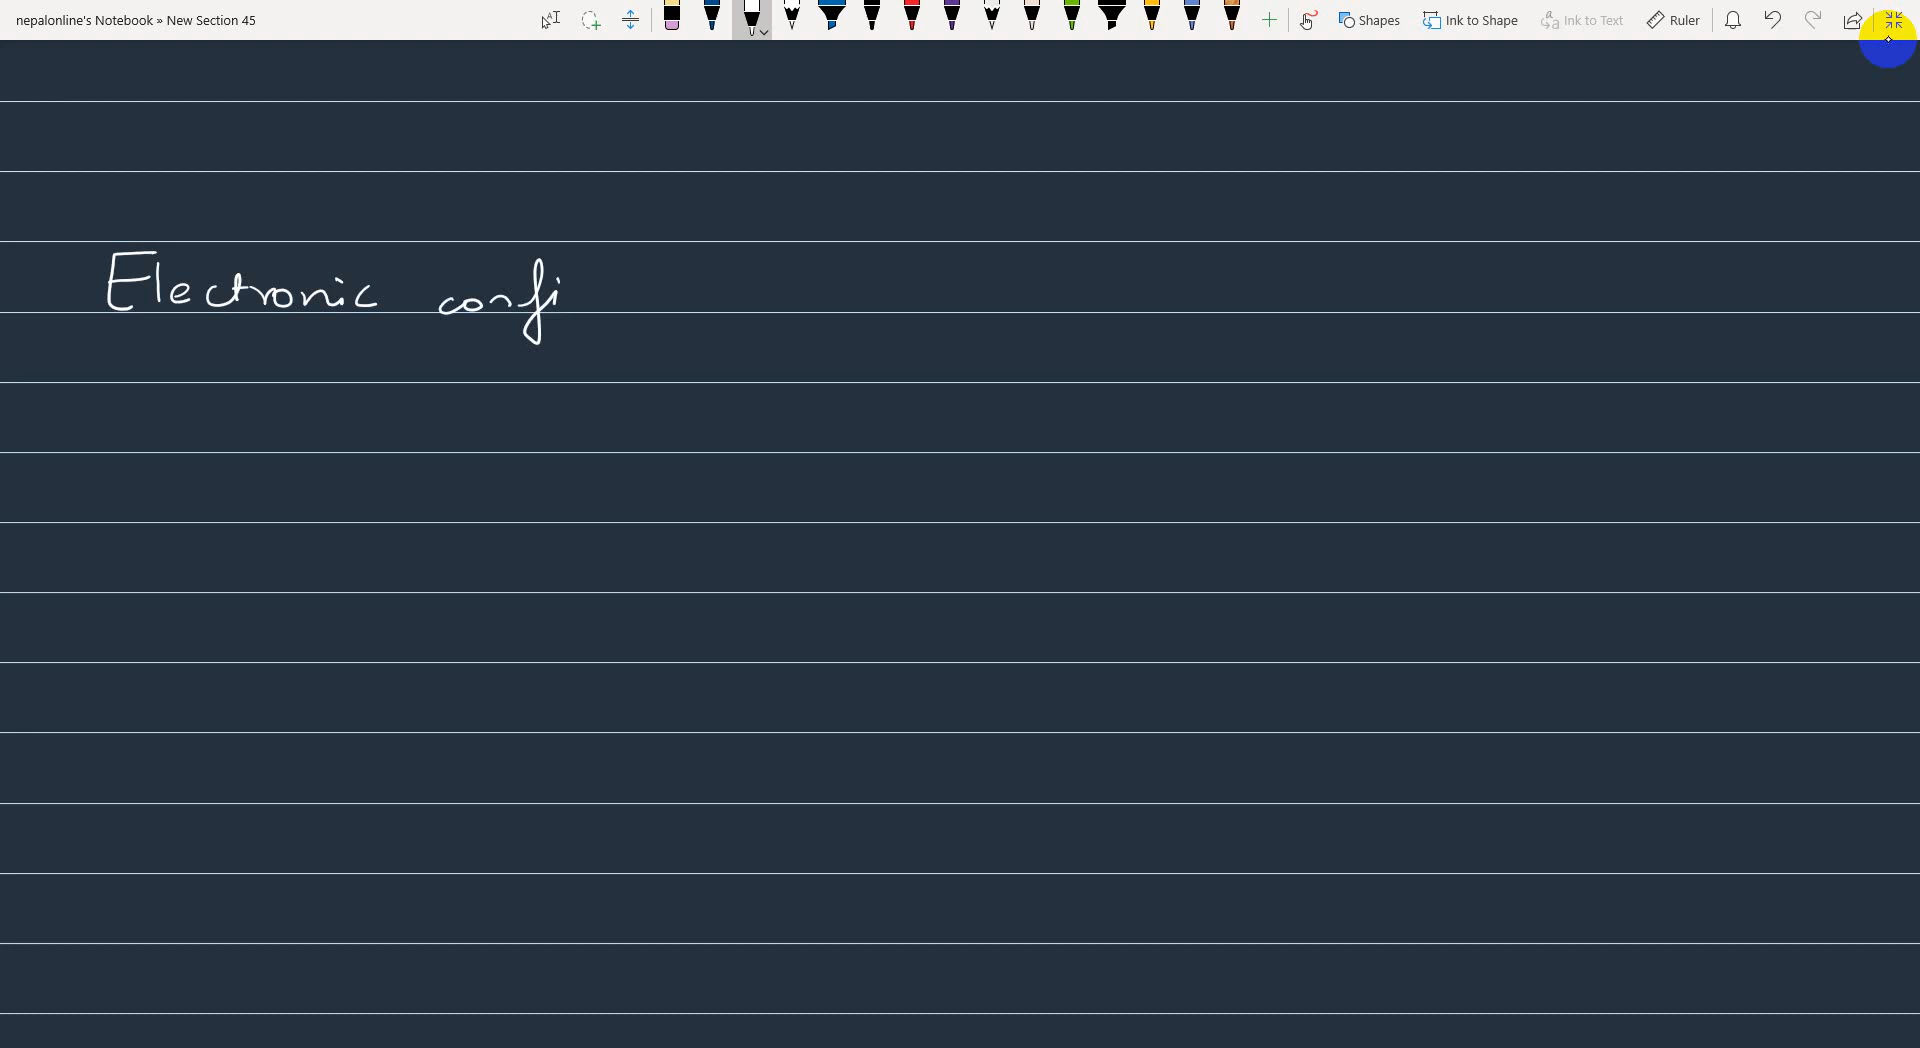 nepalonline's Notebook » New Section 45
Shapes
Ink to Shape
Ink to Text
Ruler
Electronic confi